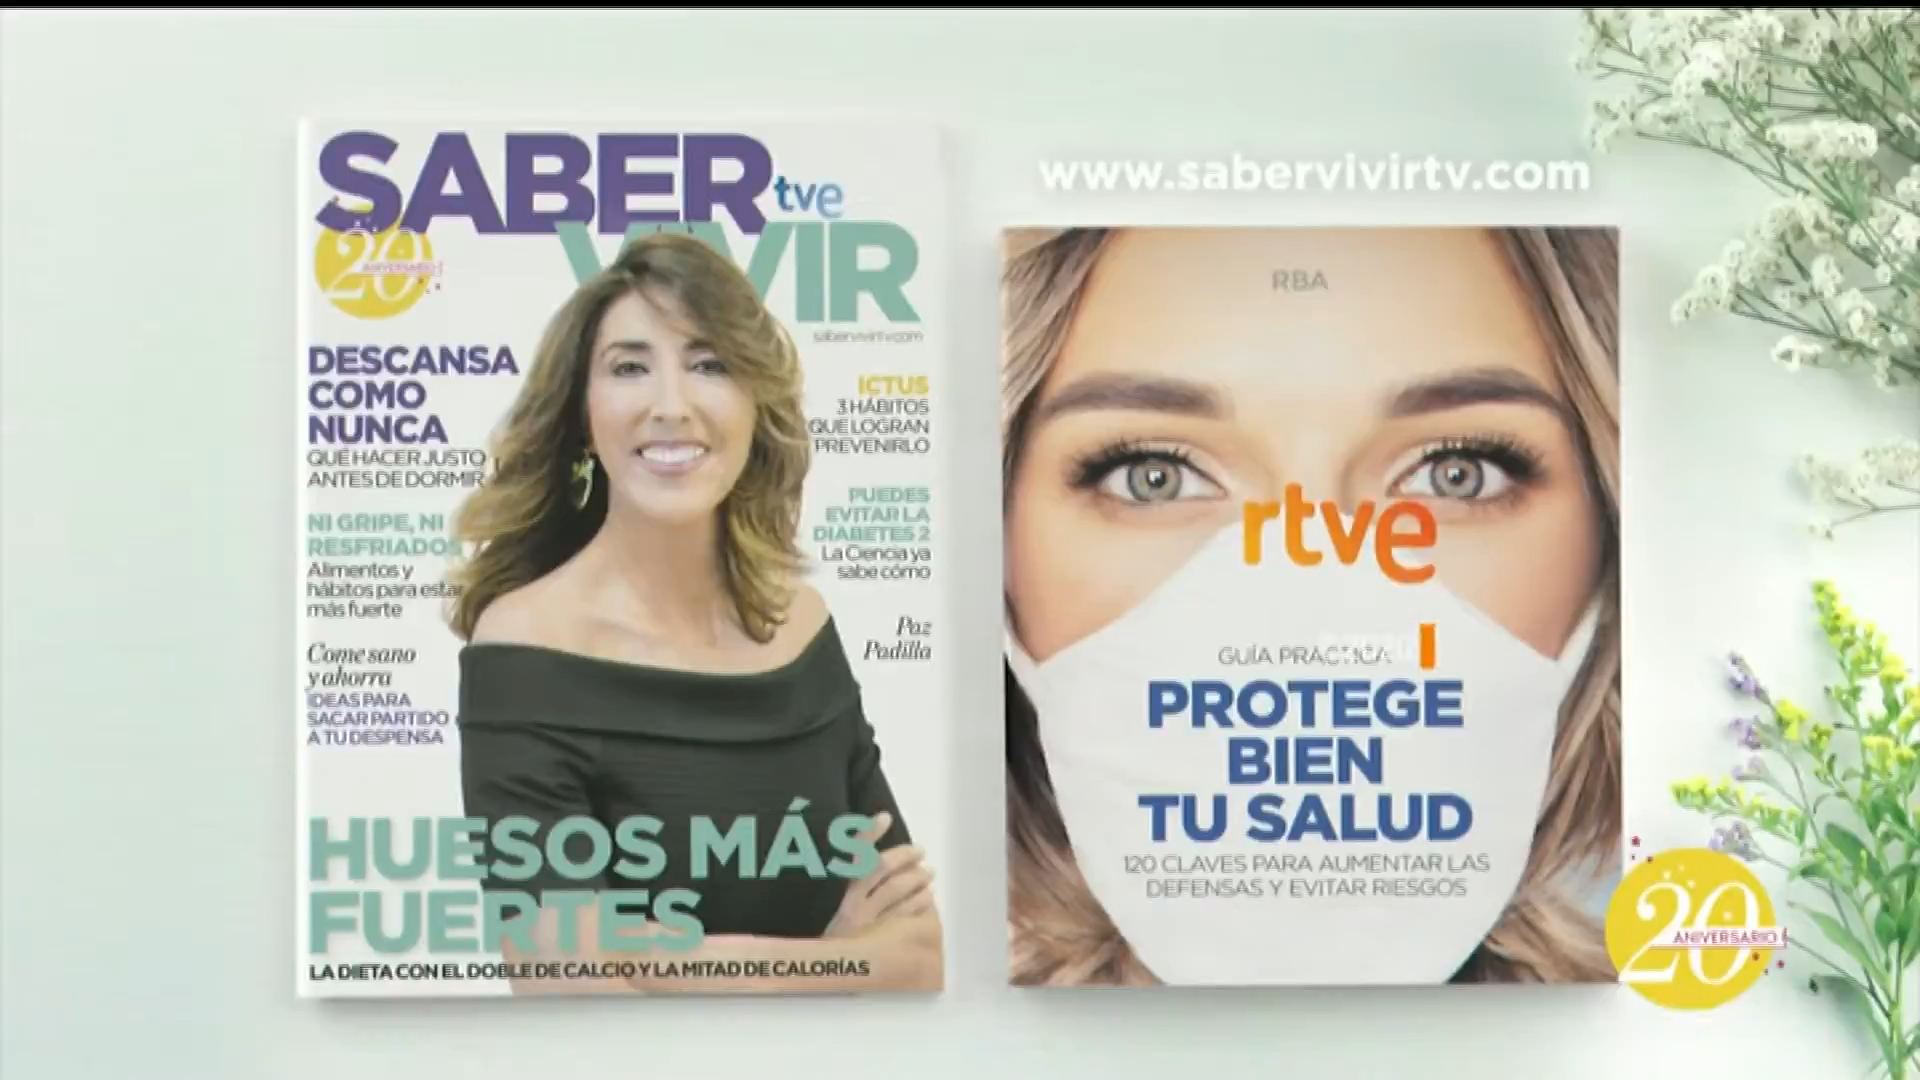 SABER
tve
VIVIR
20
ANIVERSARIO
sabervivirtv.com
DESCANSA
COMO
NUNCA
QUÉ HACER JUSTO
ANTES DE DORMIR
NI GRIPE, NI
RESFRIADOS
Alimentos y
hábitos para estar
más fuerte
Come sano
y ahorra
IDEAS PARA
SACAR PARTIDO
A TU DESPENSA
ICTUS
3 HÁBITOS
QUE LOGRAN
PREVENIRLO
PUEDES
EVITAR LA
DIABETES 2
La Ciencia ya
sabe cómo
Paz
Padilla
HUESOS MÁS
FUERTES
LA DIETA CON EL DOBLE DE CALCIO Y LA MITAD DE CALORÍAS
www.sabervivirtv.com
RBA
rtve
GUÍA PRÁCTICA
PROTEGE
BIEN
TU SALUD
120 CLAVES PARA AUMENTAR LAS
DEFENSAS Y EVITAR RIESGOS
20
ANIVERSARIO